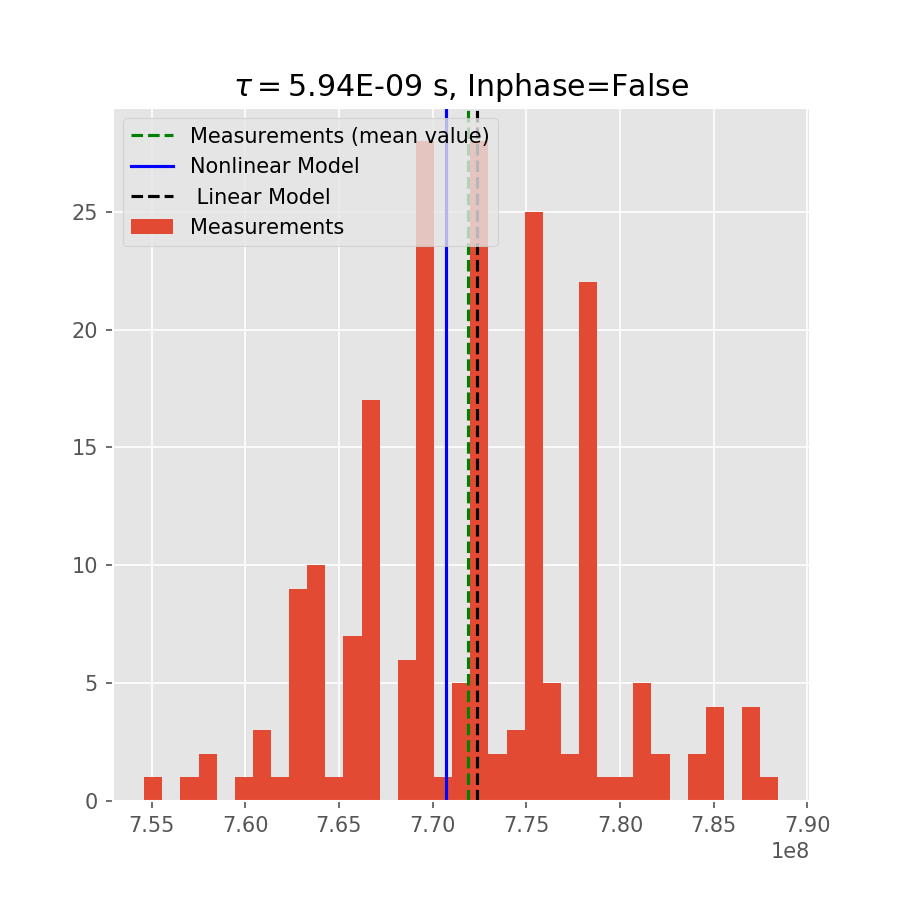 τ = 5.94E-09 s, Inphase=False
Measurements (mean value)
Nonlinear Model
Linear Model
Measurements
25
20
15
10
5
0
7.55 7.60 7.65 7.70 7.75 7.80 7.85 7.90
1e8